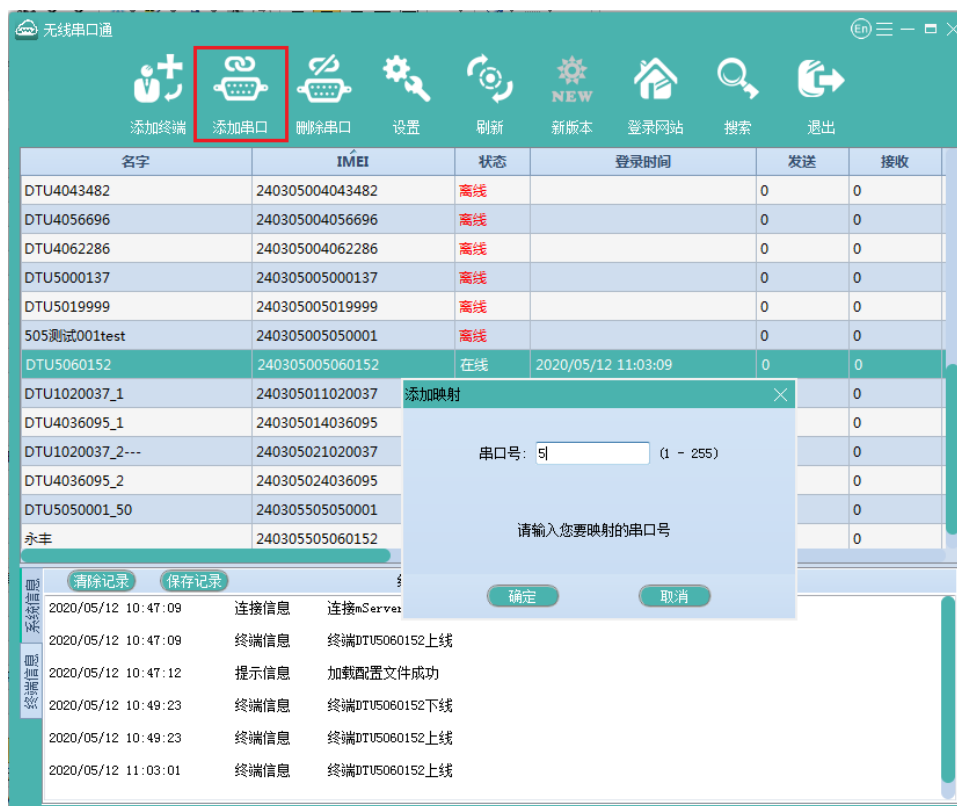 无线串口通 En
NEW
添加终端 添加串口 删除串口 设置 刷新 新版本 登录网站 搜索 退出
名字 IMEI 状态 登录时间 发送 接收
DTU4043482 240305004043482 离线 0 0
DTU4056696 240305004056696 离线 0 0
DTU4062286 240305004062286 离线 0 0
DTU5000137 240305005000137 离线 0 0
DTU5019999 240305005019999 离线 0 0
505测试001test 240305005050001 离线 0 0
DTU5060152 240305005060152 在线 2020/05/12 11:03:09 0 0
DTU1020037_1 240305011020037 0
DTU4036095_1 240305014036095 0
DTU1020037_2--- 240305021020037 0
DTU4036095_2 240305024036095 0
DTU5050001_50 240305505050001 0
永丰 240305505060152 0
添加映射
串口号: 5 (1 - 255)
请输入您要映射的串口号
确定 取消
系统信息
终端信息
清除记录 保存记录
2020/05/12 10:47:09 连接信息 连接mServer
2020/05/12 10:47:09 终端信息 终端DTU5060152上线
2020/05/12 10:47:12 提示信息 加载配置文件成功
2020/05/12 10:49:23 终端信息 终端DTU5060152下线
2020/05/12 10:49:23 终端信息 终端DTU5060152上线
2020/05/12 11:03:01 终端信息 终端DTU5060152上线